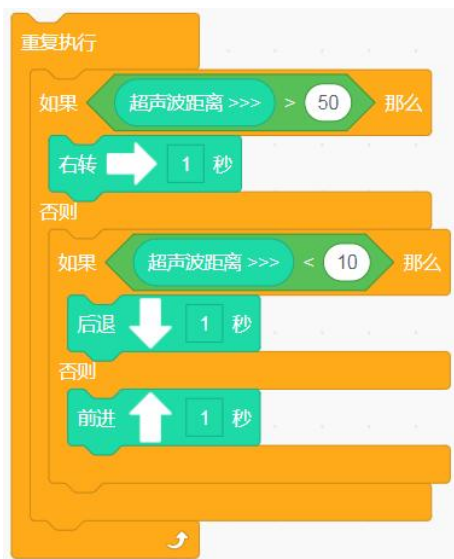 重复执行
如果 超声波距离 >>> > 50 那么
右转 1 秒
否则
如果 超声波距离 >>> < 10 那么
后退 1 秒
否则
前进 1 秒